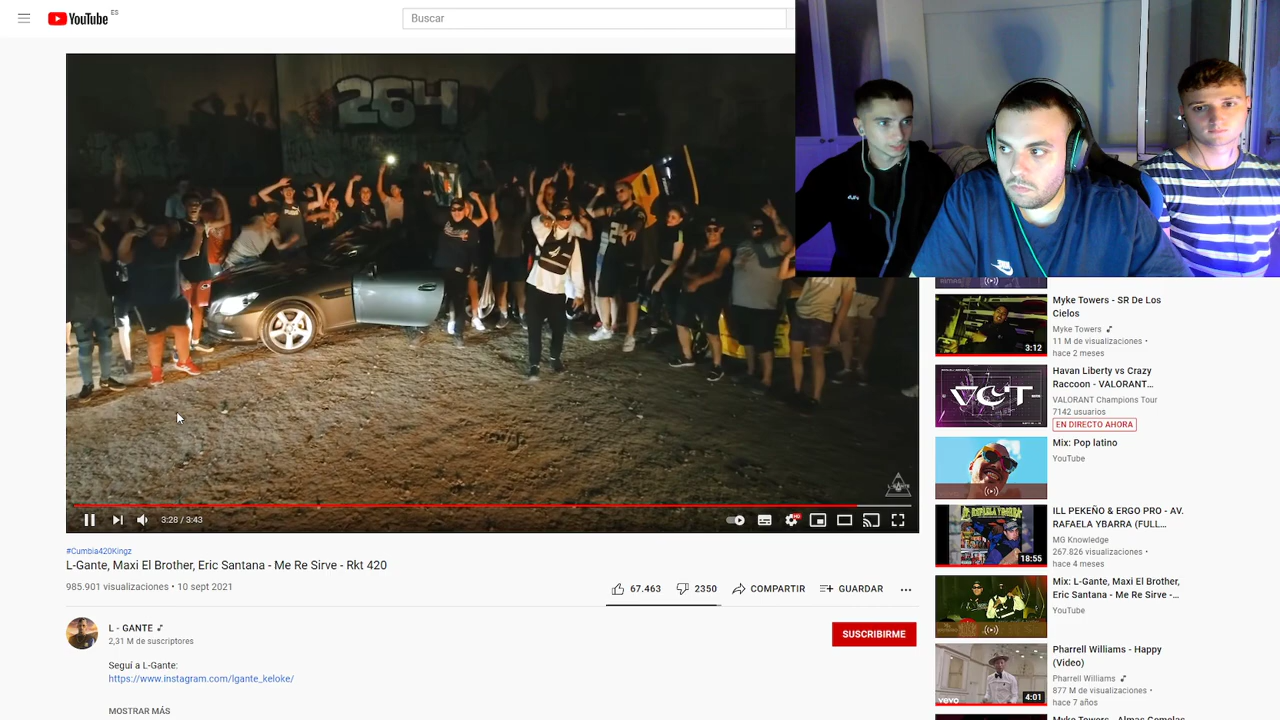 YouTube ES
Buscar
264
3:28 / 3:43
#Cumbia420Kingz
L-Gante, Maxi El Brother, Eric Santana - Me Re Sirve - Rkt 420
985.901 visualizaciones • 10 sept 2021
67.463
2350
COMPARTIR
GUARDAR
L - GANTE
2,31 M de suscriptores
SUSCRIBIRME
Seguí a L-Gante:
https://www.instagram.com/lgante_keloke/
MOSTRAR MÁS
Myke Towers - SR De Los
Cielos
Myke Towers
11 M de visualizaciones •
hace 2 meses
3:12
Havan Liberty vs Crazy
Raccoon - VALORANT...
VALORANT Champions Tour
7142 usuarios
EN DIRECTO AHORA
VCT
Mix: Pop latino
YouTube
ILL PEKEÑO & ERGO PRO - AV.
RAFAELA YBARRA (FULL...
MG Knowledge
267.826 visualizaciones •
hace 4 meses
18:55
Mix: L-Gante, Maxi El Brother,
Eric Santana - Me Re Sirve -...
YouTube
Pharrell Williams - Happy
(Video)
Pharrell Williams
877 M de visualizaciones •
hace 7 años
vevo
4:01
Myke Towers - Almas Gemelas